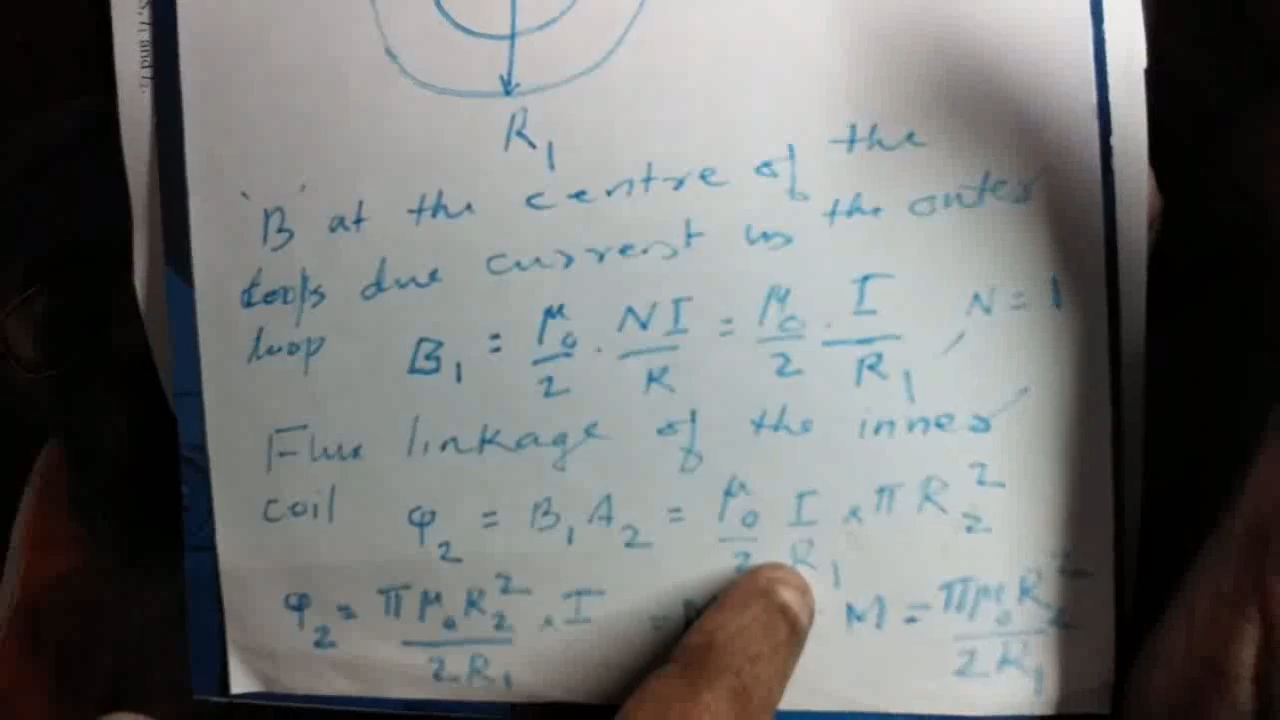 R₁
"B" at the centre of the
loops due current in the outer
loop B₁ = μ₀/2 . NI/R = μ₀/2 . I/R₁, N = 1
Flux linkage of the inner
coil φ₂ = B₁A₂ = μ₀/2 I/R₁ × πR₂²
φ₂ = πμ₀R₂²/2R₁ × I = M = πμ₀R₂²/2R₁